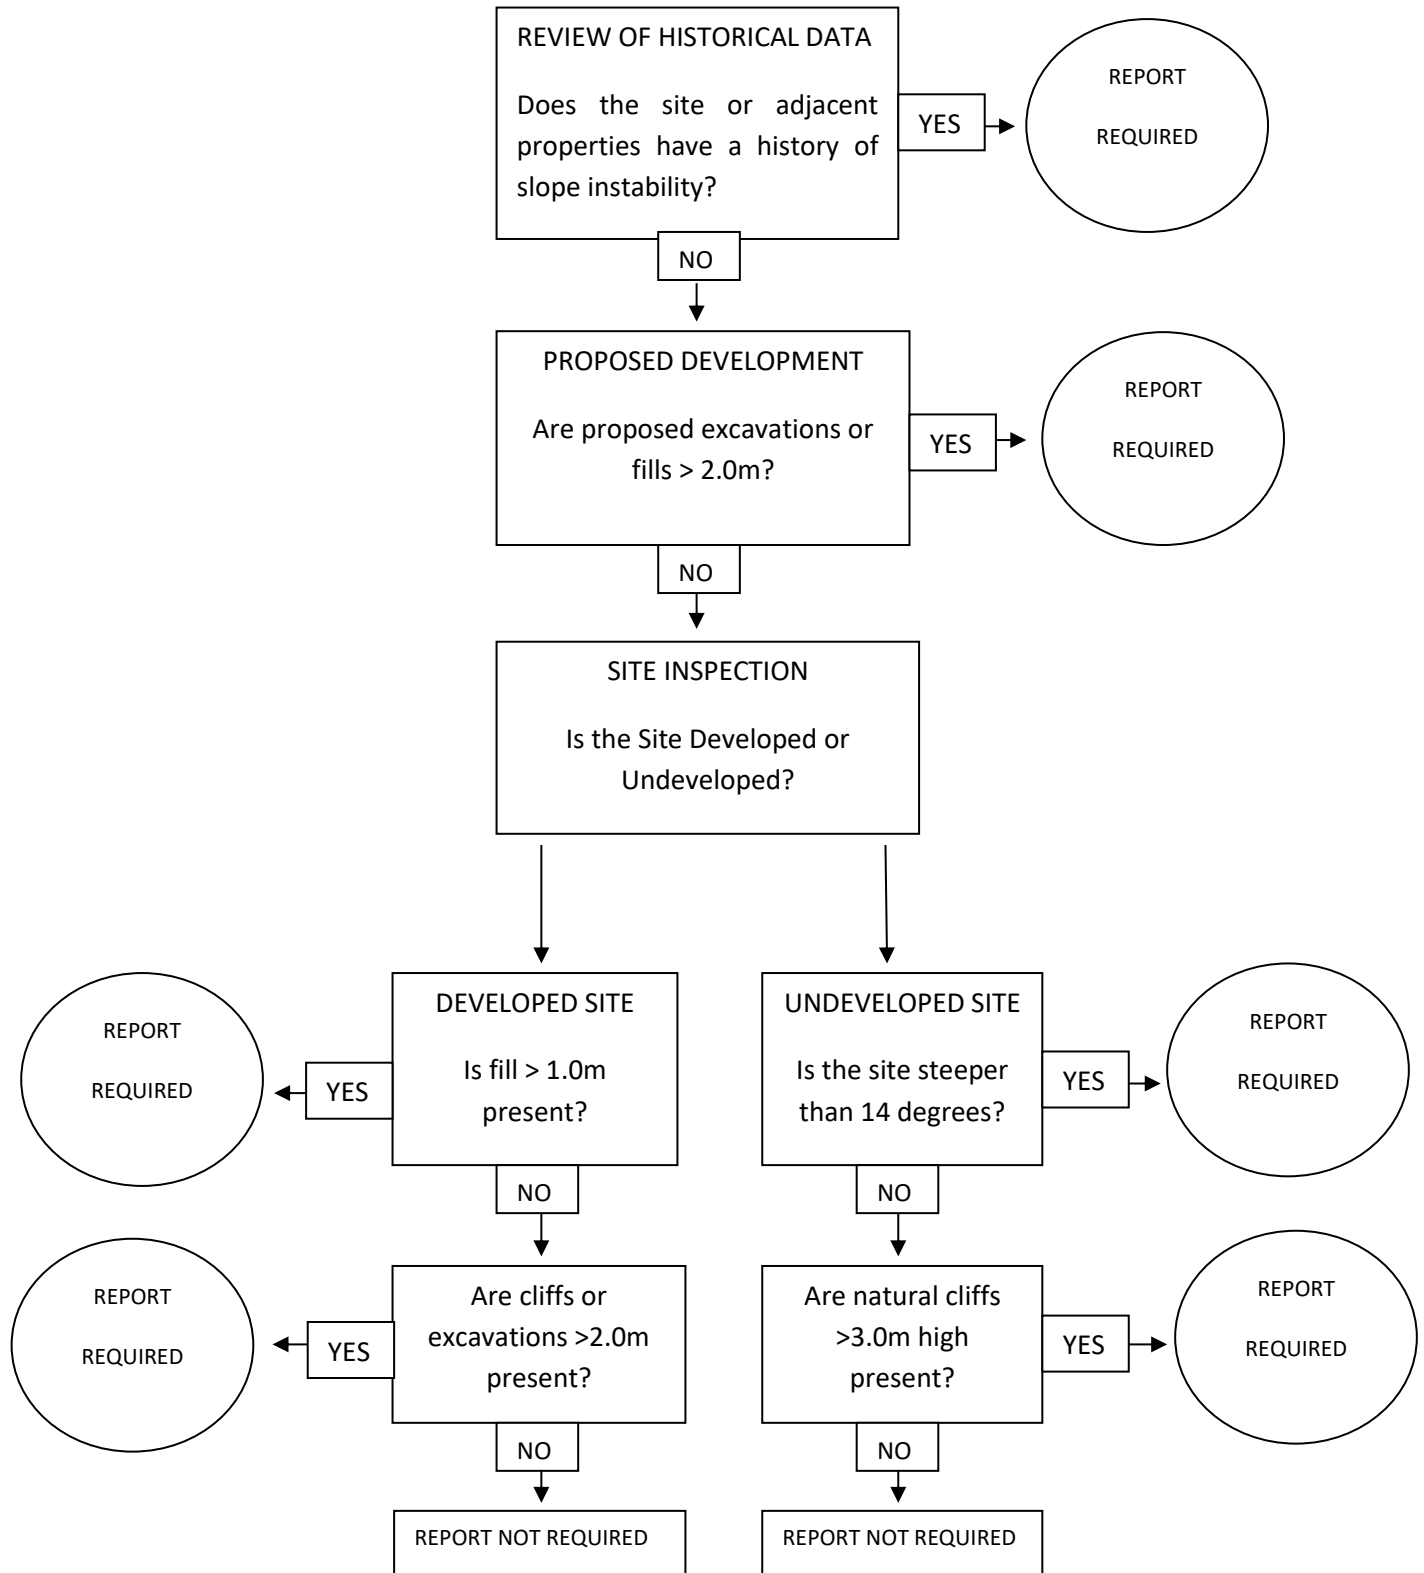 REVIEW OF HISTORICAL DATA
Does the site or adjacent
properties have a history of
slope instability?
YES
REPORT
REQUIRED
NO
PROPOSED DEVELOPMENT
Are proposed excavations or
fills > 2.0m?
YES
REPORT
REQUIRED
NO
SITE INSPECTION
Is the Site Developed or
Undeveloped?
DEVELOPED SITE
Is fill > 1.0m
present?
YES
REPORT
REQUIRED
NO
Are cliffs or
excavations >2.0m
present?
YES
REPORT
REQUIRED
NO
REPORT NOT REQUIRED
UNDEVELOPED SITE
Is the site steeper
than 14 degrees?
YES
REPORT
REQUIRED
NO
Are natural cliffs
>3.0m high
present?
YES
REPORT
REQUIRED
NO
REPORT NOT REQUIRED